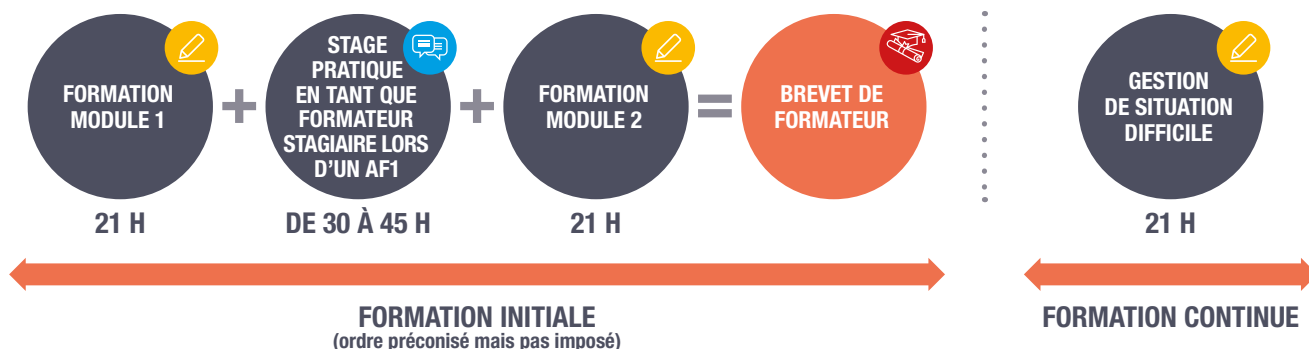 FORMATION
MODULE 1
+
STAGE
PRATIQUE
EN TANT QUE
FORMATEUR
STAGIAIRE LORS
D'UN AF1
+
FORMATION
MODULE 2
=
BREVET DE
FORMATEUR
GESTION
DE SITUATION
DIFFICILE
21 H
DE 30 À 45 H
21 H
21 H
FORMATION INITIALE
(ordre préconisé mais pas imposé)
FORMATION CONTINUE